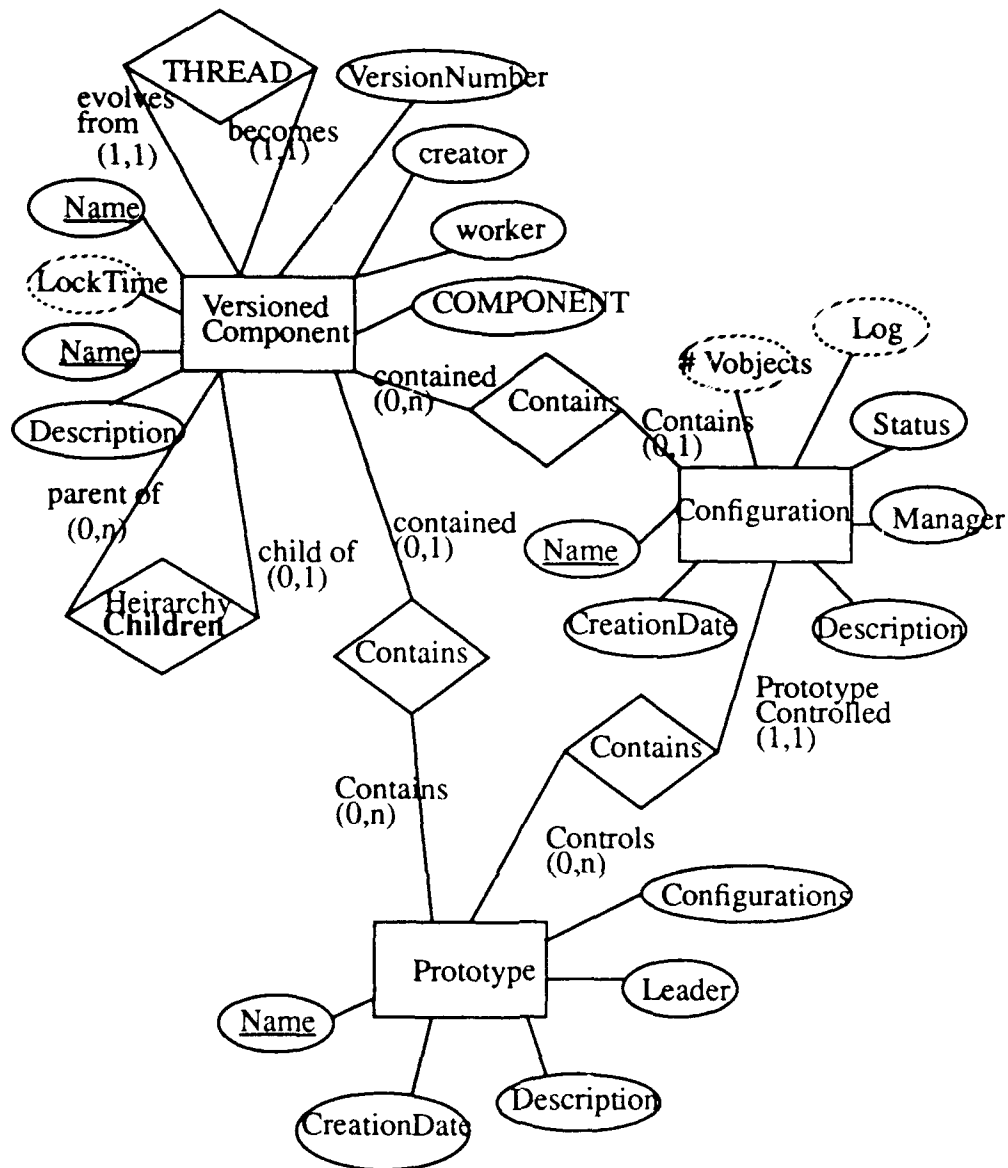 THREAD
VersionNumber
evolves
from
(1,1)
becomes
(1,1)
creator
Name
worker
LockTime
Versioned
Component
COMPONENT
Name
Description
contained
(0,n)
Contains
Contains
(0,1)
# Vobjects
Log
Status
Configuration
Manager
Name
CreationDate
Description
parent of
(0,n)
child of
(0,1)
Heirarchy
Children
contained
(0,1)
Contains
Contains
(0,n)
Prototype
Controlled
(1,1)
Contains
Controls
(0,n)
Configurations
Prototype
Leader
Name
CreationDate
Description